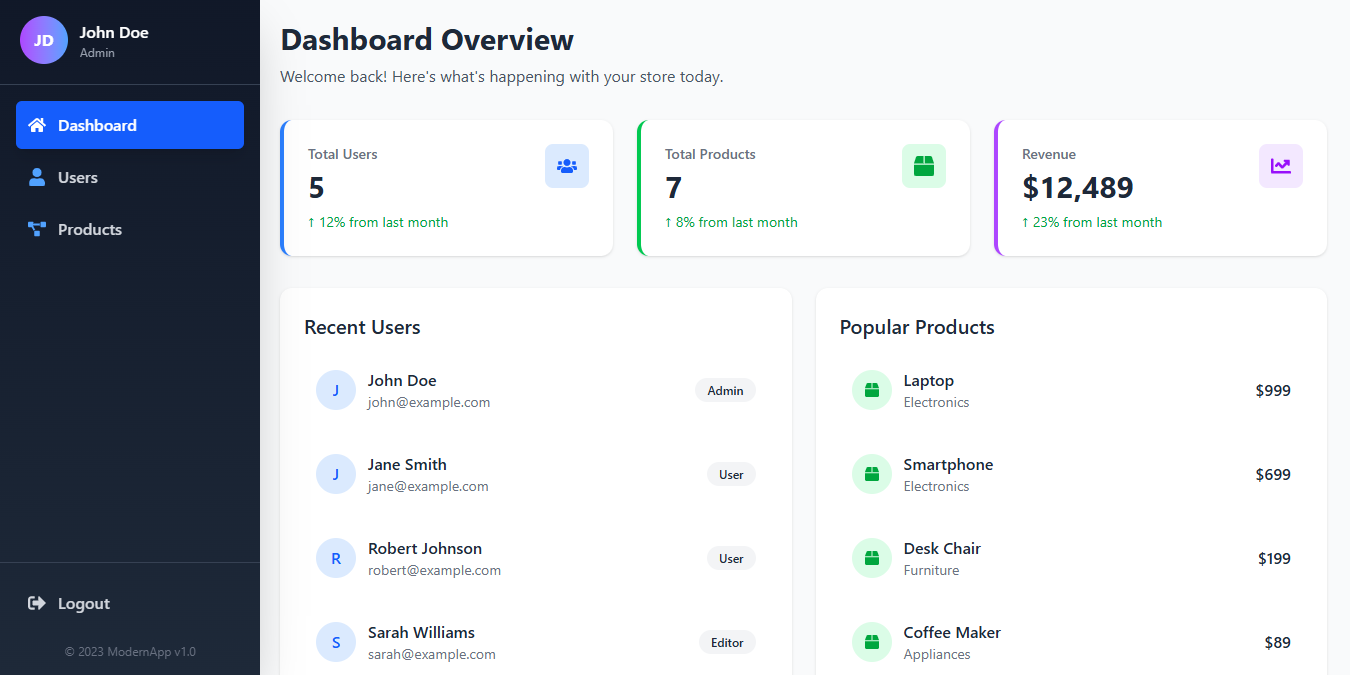 JD
John Doe
Admin
Dashboard
Users
Products
Logout
© 2023 ModernApp v1.0
Dashboard Overview
Welcome back! Here's what's happening with your store today.
Total Users
5
↑ 12% from last month
Total Products
7
↑ 8% from last month
Revenue
$12,489
↑ 23% from last month
Recent Users
J
John Doe
john@example.com
Admin
J
Jane Smith
jane@example.com
User
R
Robert Johnson
robert@example.com
User
S
Sarah Williams
sarah@example.com
Editor
Popular Products
Laptop
Electronics
$999
Smartphone
Electronics
$699
Desk Chair
Furniture
$199
Coffee Maker
Appliances
$89